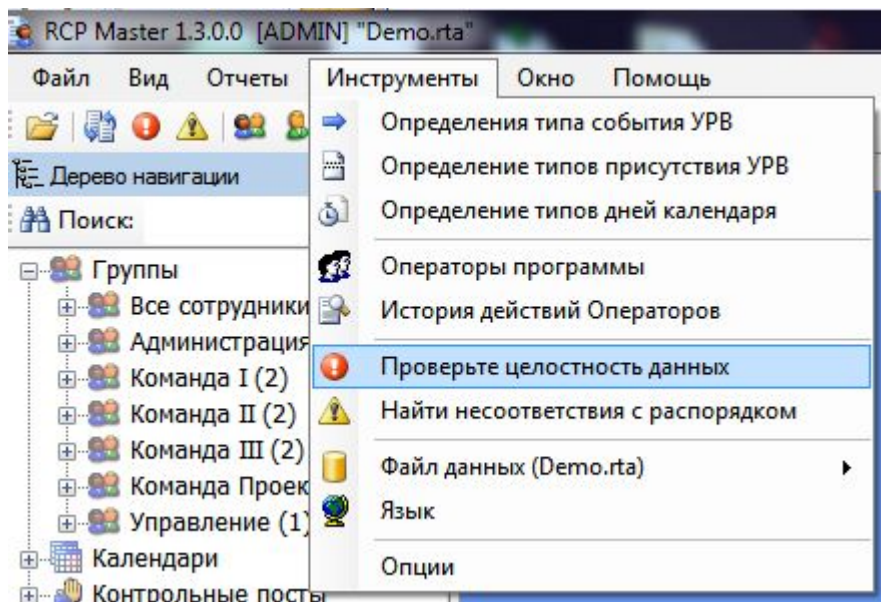 RCP Master 1.3.0.0 [ADMIN] "Demo.rta"
Файл Вид Отчеты Инструменты Окно Помощь
Дерево навигации
Поиск:
Группы
Все сотрудники
Администрация
Команда I (2)
Команда II (2)
Команда III (2)
Команда Проек
Управление (1)
Календари
Контрольные посты
Определения типа события УРВ
Определение типов присутствия УРВ
Определение типов дней календаря
Операторы программы
История действий Операторов
Проверьте целостность данных
Найти несоответствия с распорядком
Файл данных (Demo.rta)
Язык
Опции